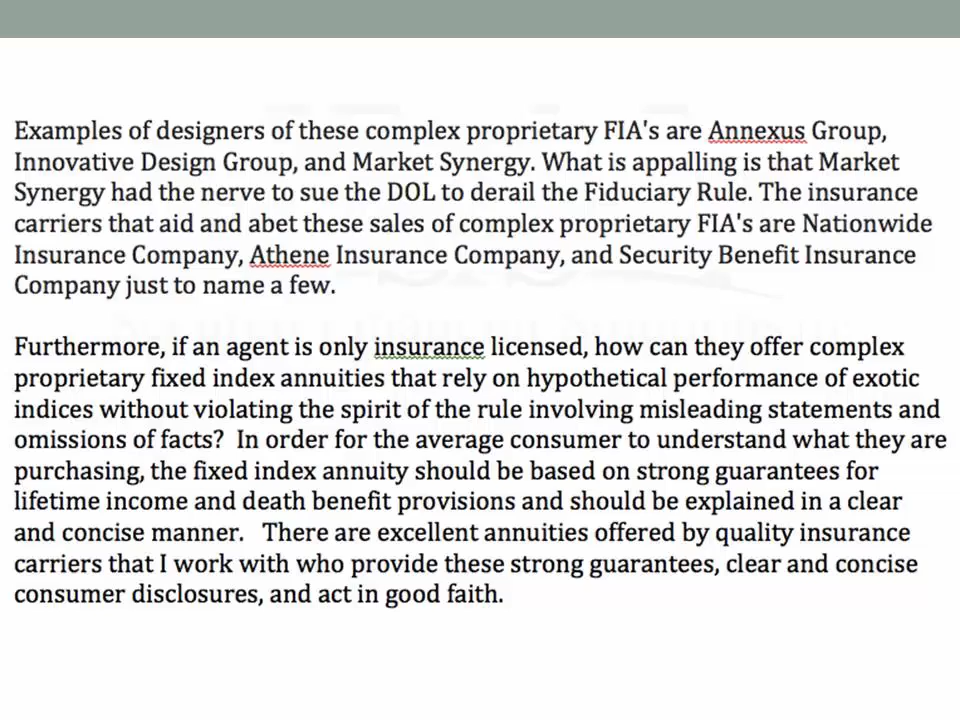 Examples of designers of these complex proprietary FIA's are Annexus Group,
Innovative Design Group, and Market Synergy. What is appalling is that Market
Synergy had the nerve to sue the DOL to derail the Fiduciary Rule. The insurance
carriers that aid and abet these sales of complex proprietary FIA's are Nationwide
Insurance Company, Athene Insurance Company, and Security Benefit Insurance
Company just to name a few.
Furthermore, if an agent is only insurance licensed, how can they offer complex
proprietary fixed index annuities that rely on hypothetical performance of exotic
indices without violating the spirit of the rule involving misleading statements and
omissions of facts?  In order for the average consumer to understand what they are
purchasing, the fixed index annuity should be based on strong guarantees for
lifetime income and death benefit provisions and should be explained in a clear
and concise manner.   There are excellent annuities offered by quality insurance
carriers that I work with who provide these strong guarantees, clear and concise
consumer disclosures, and act in good faith.